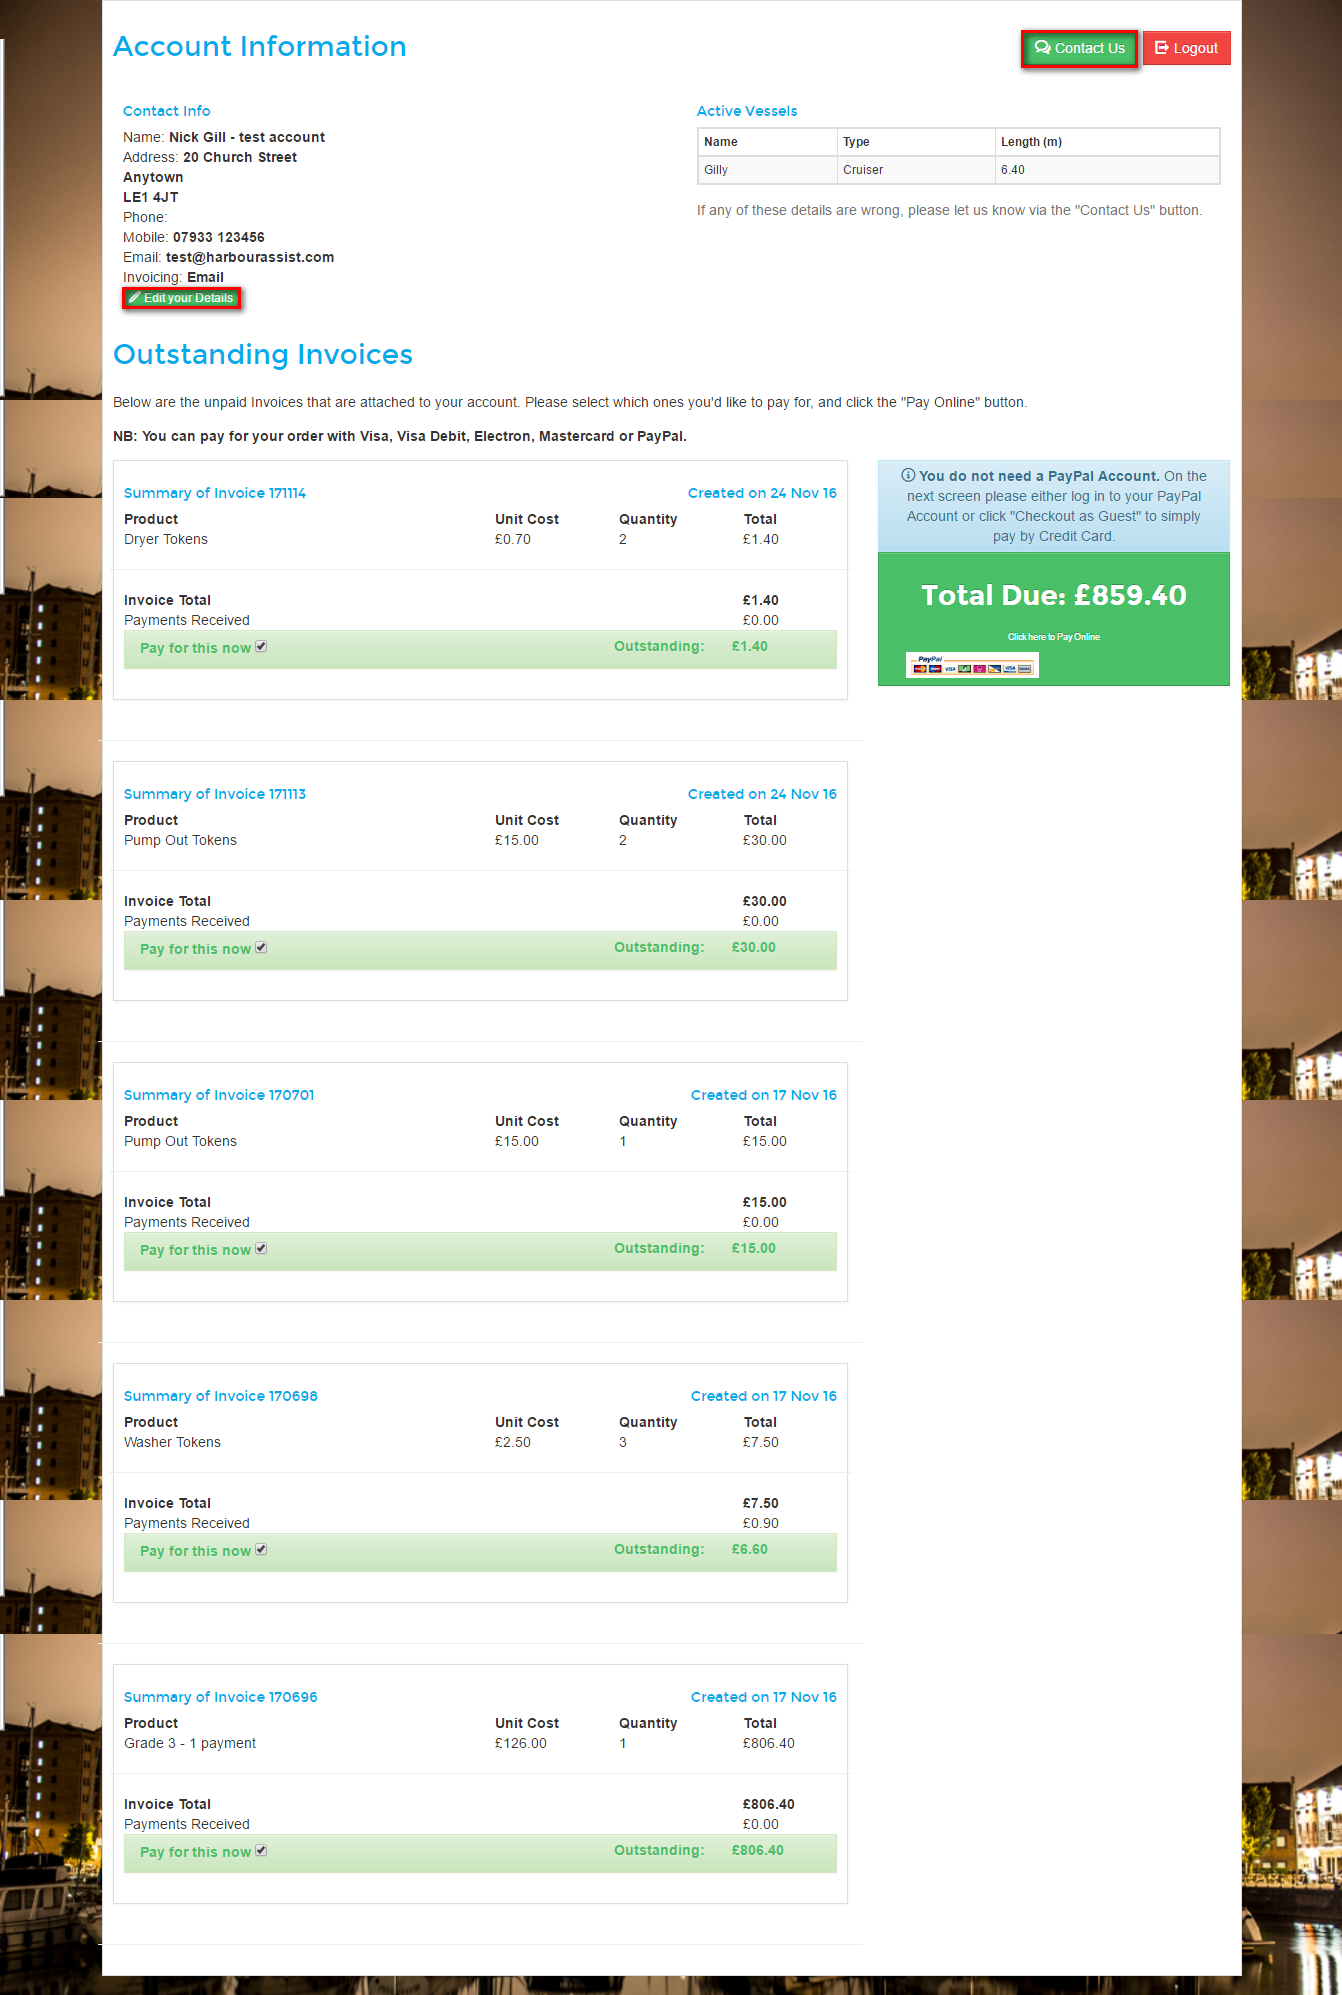 Account Information
Contact Us
Logout
Contact Info
Name: Nick Gill - test account
Address: 20 Church Street
Anytown
LE1 4JT
Phone:
Mobile: 07933 123456
Email: test@harbourassist.com
Invoicing: Email
Edit your Details
Active Vessels
Name Type Length (m)
Gilly Cruiser 6.40
If any of these details are wrong, please let us know via the "Contact Us" button.
Outstanding Invoices
Below are the unpaid Invoices that are attached to your account. Please select which ones you'd like to pay for, and click the "Pay Online" button.
NB: You can pay for your order with Visa, Visa Debit, Electron, Mastercard or PayPal.
Summary of Invoice 171114 Created on 24 Nov 16
Product Unit Cost Quantity Total
Dryer Tokens £0.70 2 £1.40
Invoice Total £1.40
Payments Received £0.00
Pay for this now Outstanding: £1.40
You do not need a PayPal Account. On the
next screen please either log in to your PayPal
Account or click "Checkout as Guest" to simply
pay by Credit Card.
Total Due: £859.40
Click here to Pay Online
PayPal
VISA
VISA
Summary of Invoice 171113 Created on 24 Nov 16
Product Unit Cost Quantity Total
Pump Out Tokens £15.00 2 £30.00
Invoice Total £30.00
Payments Received £0.00
Pay for this now Outstanding: £30.00
Summary of Invoice 170701 Created on 17 Nov 16
Product Unit Cost Quantity Total
Pump Out Tokens £15.00 1 £15.00
Invoice Total £15.00
Payments Received £0.00
Pay for this now Outstanding: £15.00
Summary of Invoice 170698 Created on 17 Nov 16
Product Unit Cost Quantity Total
Washer Tokens £2.50 3 £7.50
Invoice Total £7.50
Payments Received £0.90
Pay for this now Outstanding: £6.60
Summary of Invoice 170696 Created on 17 Nov 16
Product Unit Cost Quantity Total
Grade 3 - 1 payment £126.00 1 £806.40
Invoice Total £806.40
Payments Received £0.00
Pay for this now Outstanding: £806.40